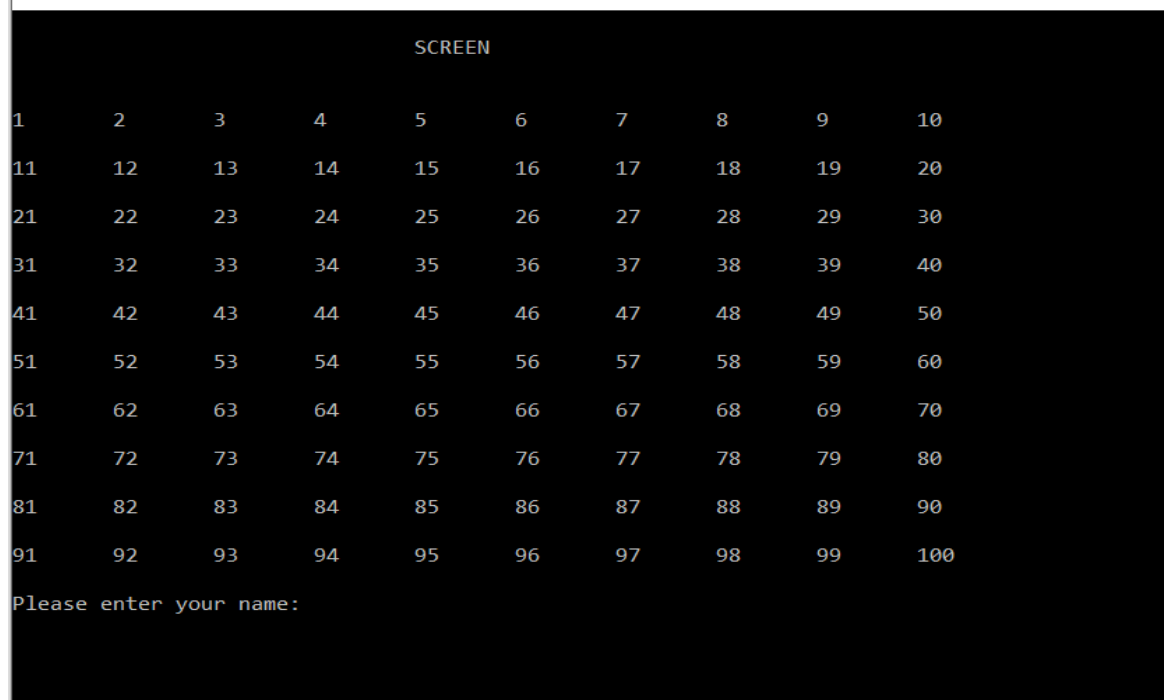 SCREEN
1 2 3 4 5 6 7 8 9 10
11 12 13 14 15 16 17 18 19 20
21 22 23 24 25 26 27 28 29 30
31 32 33 34 35 36 37 38 39 40
41 42 43 44 45 46 47 48 49 50
51 52 53 54 55 56 57 58 59 60
61 62 63 64 65 66 67 68 69 70
71 72 73 74 75 76 77 78 79 80
81 82 83 84 85 86 87 88 89 90
91 92 93 94 95 96 97 98 99 100
Please enter your name: